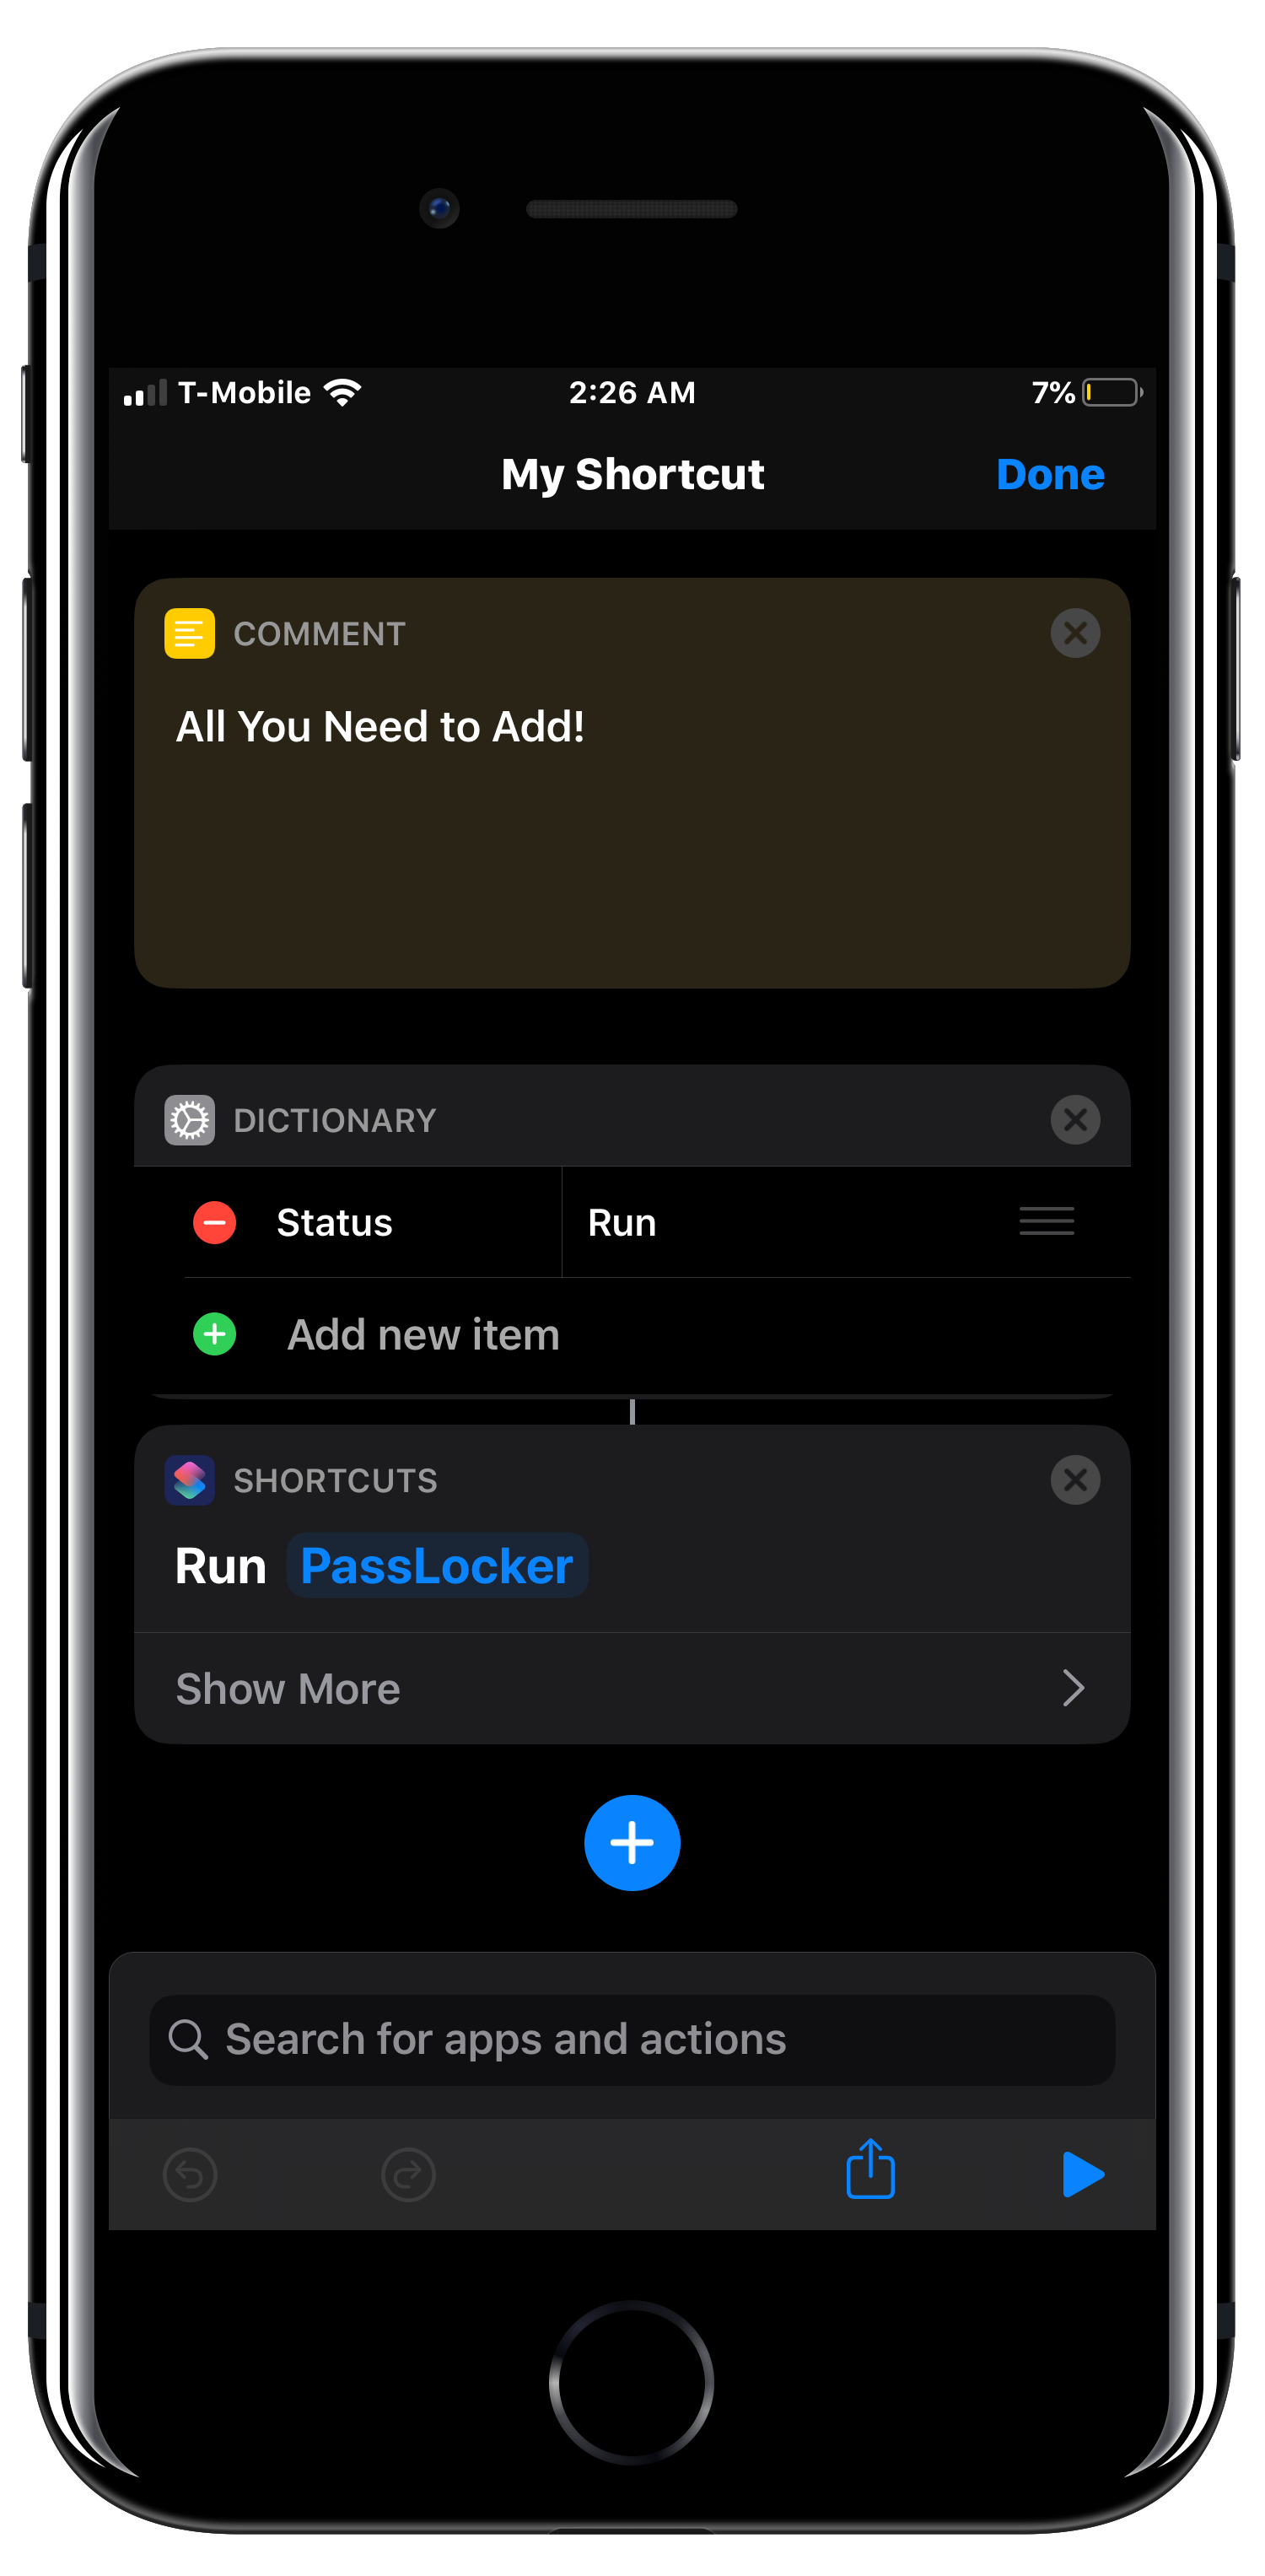 T-Mobile 2:26 AM 7%
My Shortcut Done
COMMENT
All You Need to Add!
DICTIONARY
Status Run
Add new item
SHORTCUTS
Run PassLocker
Show More
Search for apps and actions